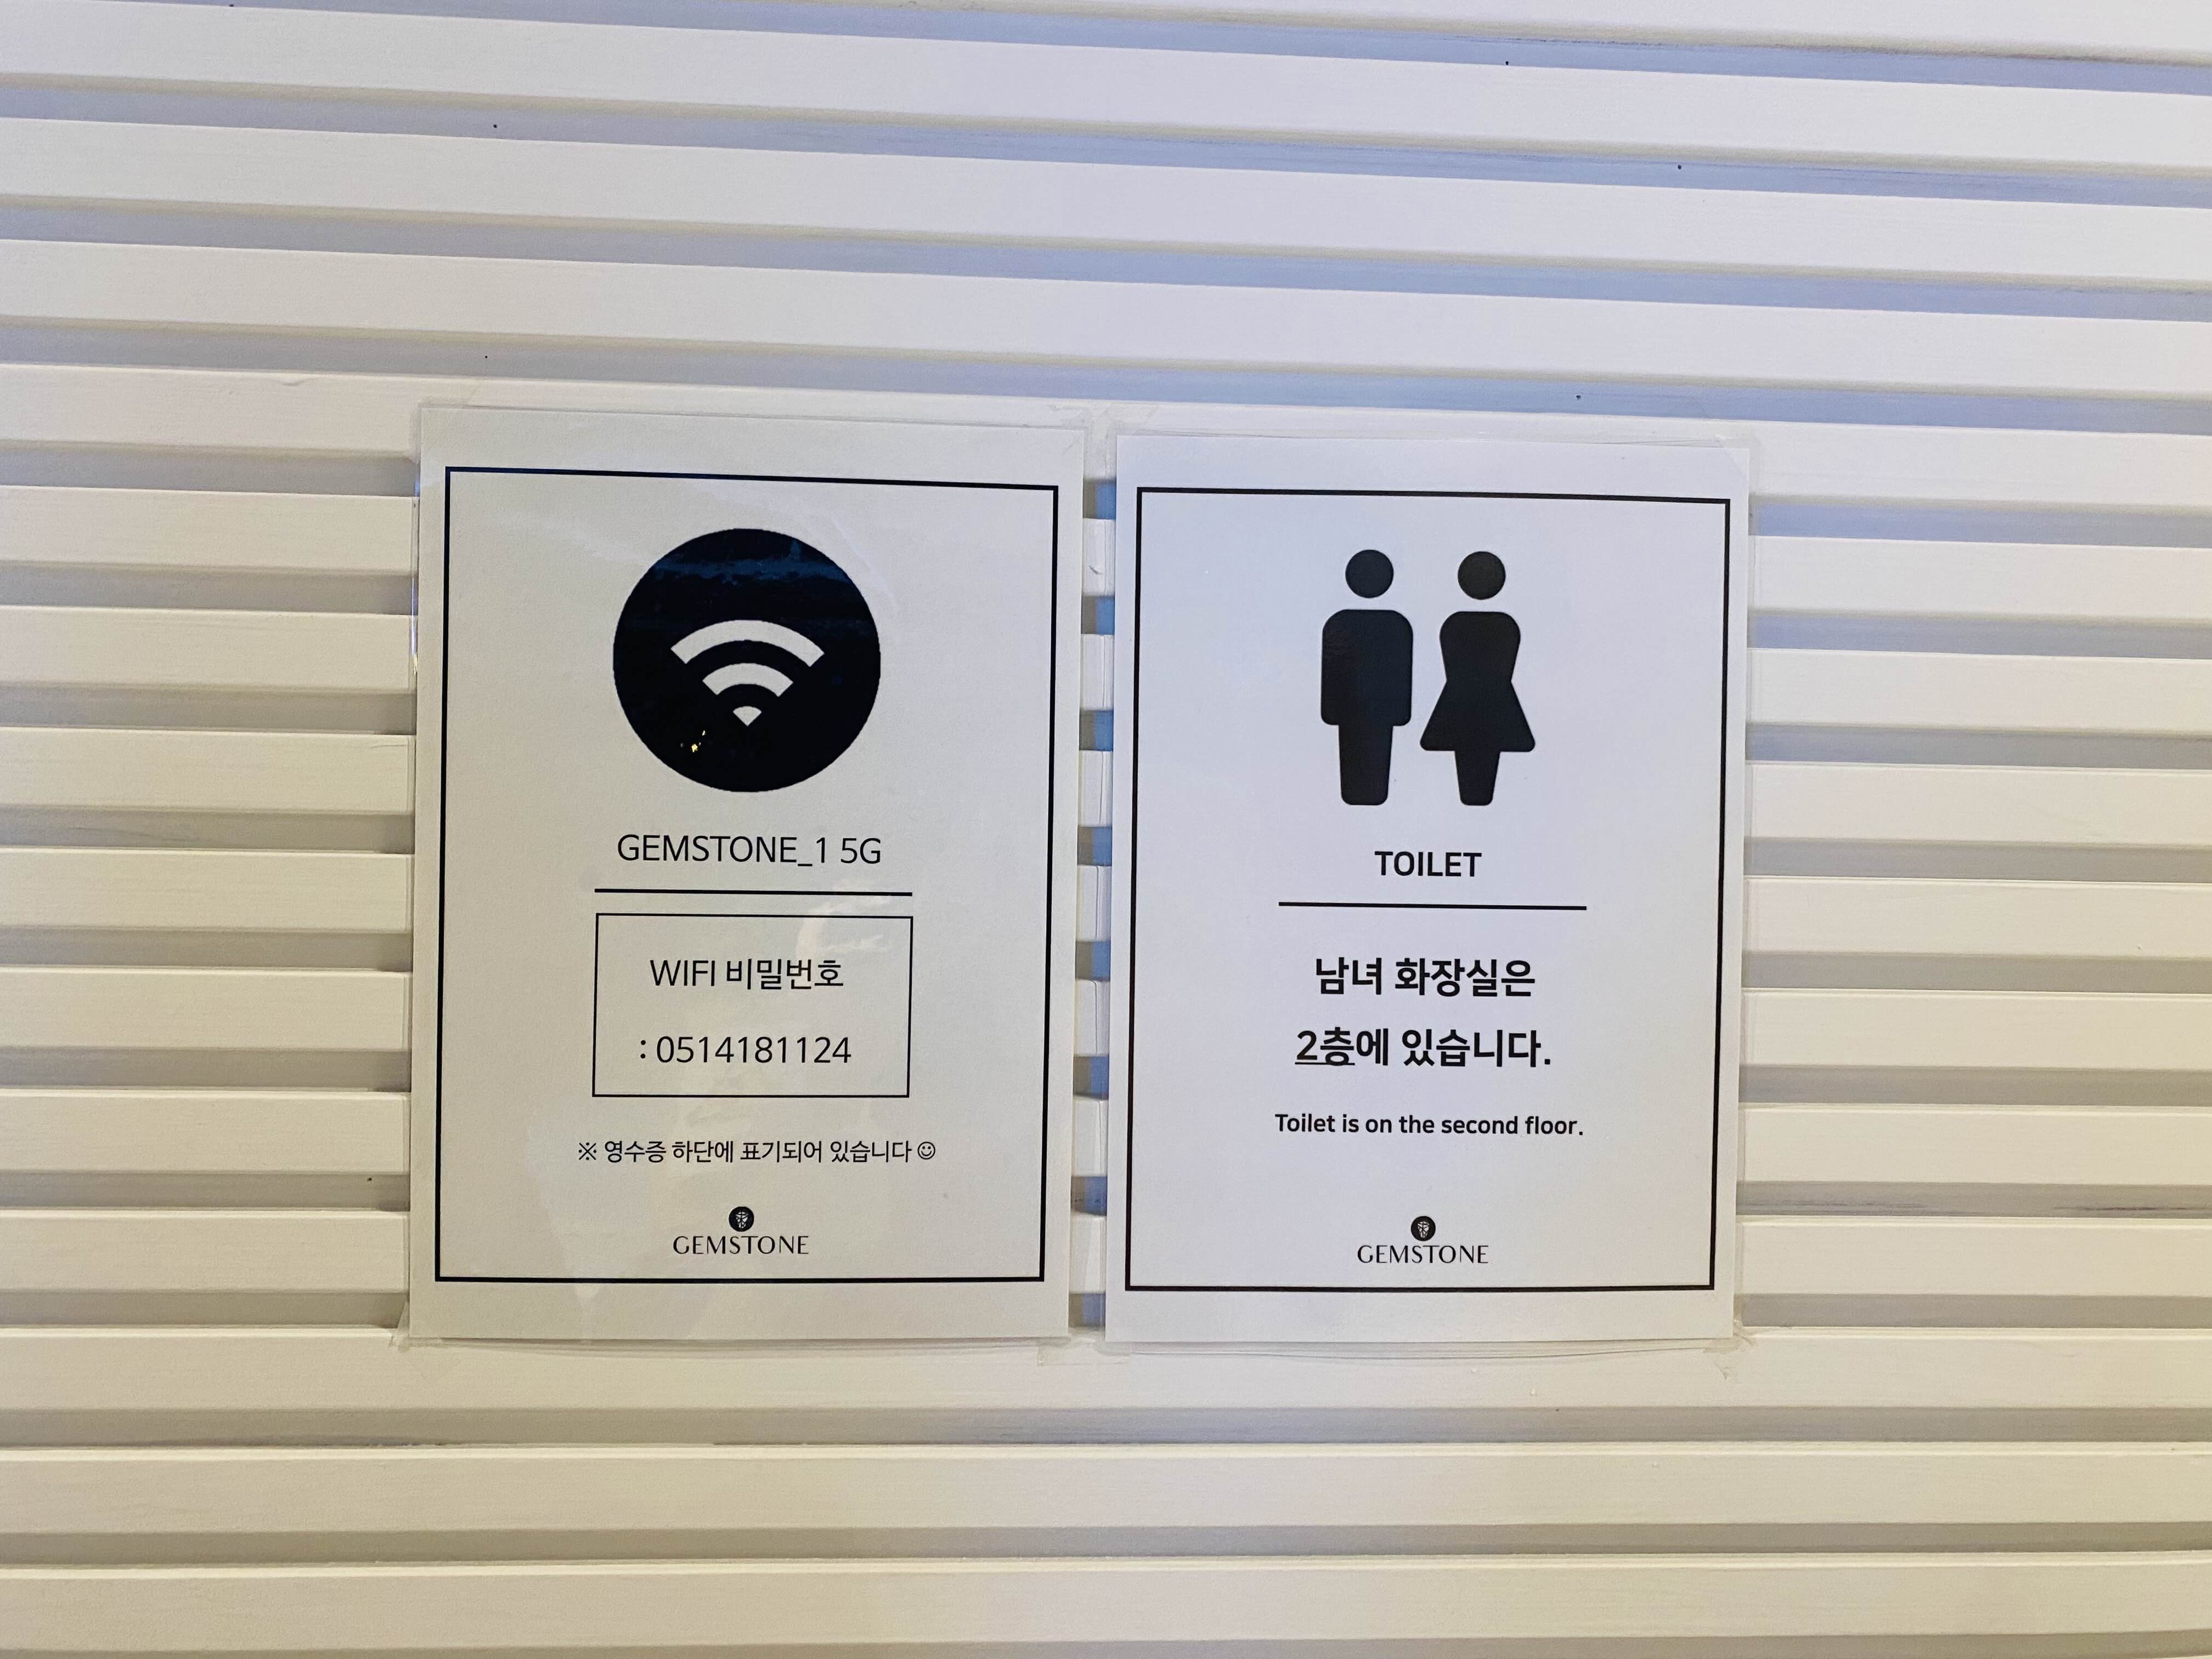 GEMSTONE_1 5G
WIFI 비밀번호
: 0514181124
※ 영수증 하단에 표기되어 있습니다 ☺
GEMSTONE
TOILET
남녀 화장실은
2층에 있습니다.
Toilet is on the second floor.
GEMSTONE